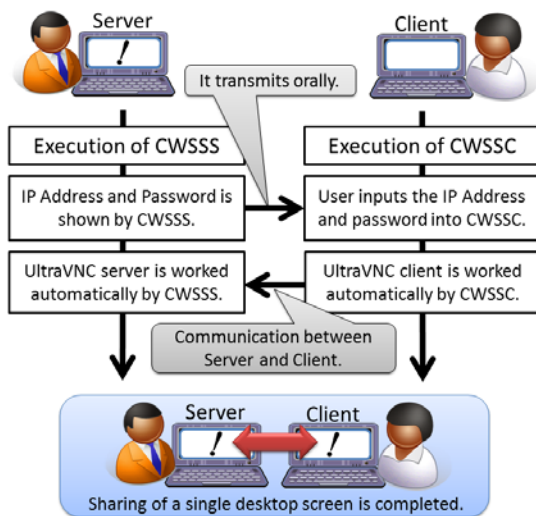 Server
Client
!
It transmits orally.
Execution of CWSSS
Execution of CWSSC
IP Address and Password is
shown by CWSSS.
User inputs the IP Address
and password into CWSSC.
UltraVNC server is worked
automatically by CWSSS.
UltraVNC client is worked
automatically by CWSSC.
Communication between
Server and Client.
Server
Client
!
!
Sharing of a single desktop screen is completed.